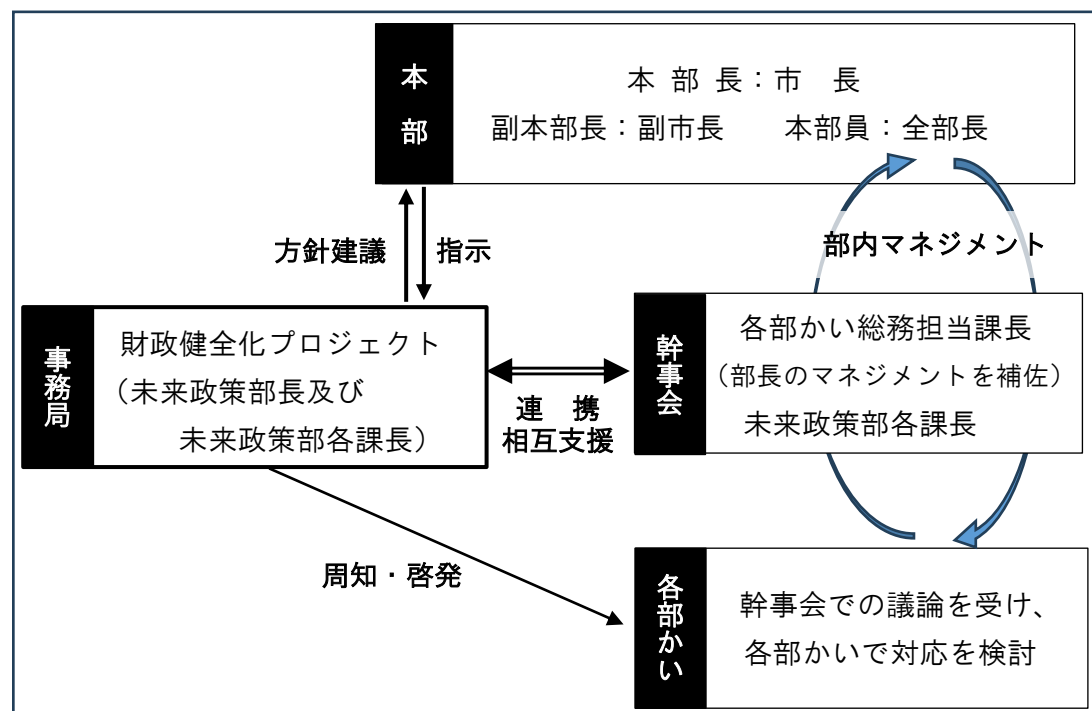 本部
本 部 長：市　長
副本部長：副市長　　本部員：全部長
方針建議
指示
部内マネジメント
事務局
財政健全化プロジェクト
（未来政策部長及び
未来政策部各課長）
連　携
相互支援
幹事会
各部かい総務担当課長
（部長のマネジメントを補佐）
未来政策部各課長
周知・啓発
各部かい
幹事会での議論を受け、
各部かいで対応を検討